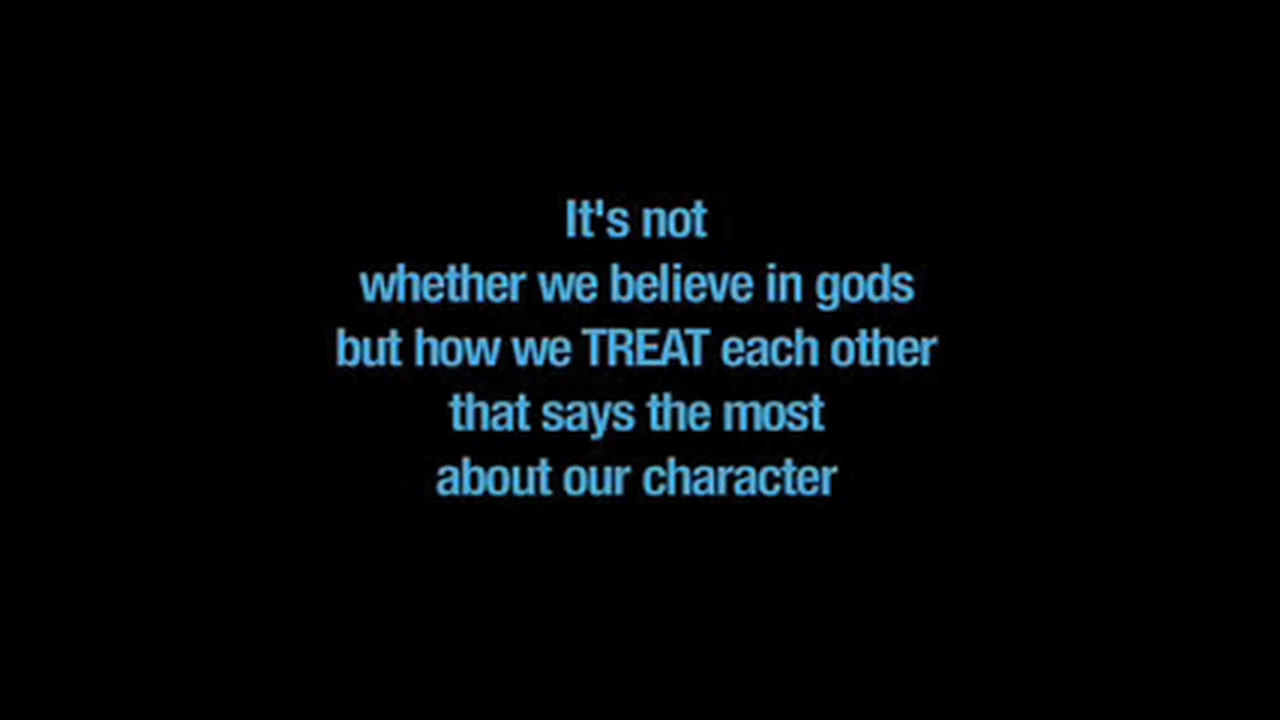 It's not
whether we believe in gods
but how we TREAT each other
that says the most
about our character